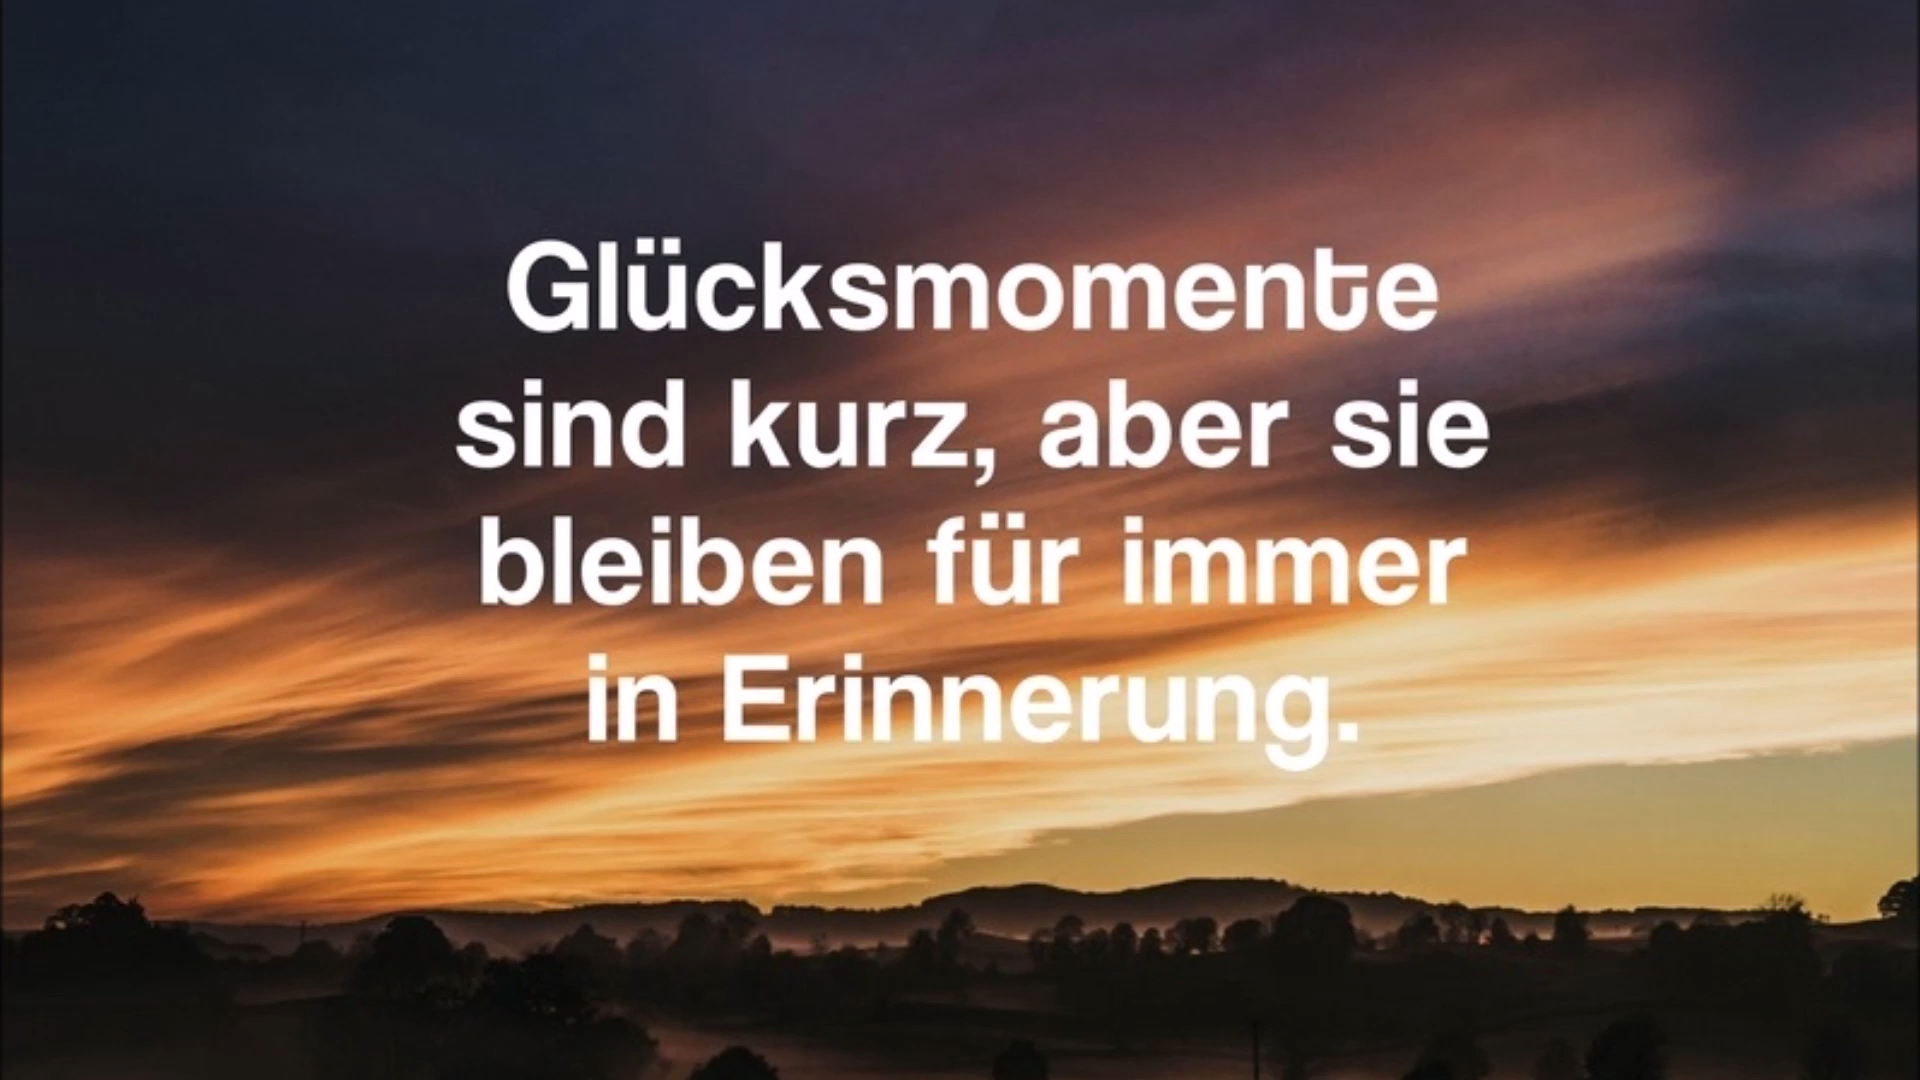 Glücksmomente
sind kurz, aber sie
bleiben für immer
in Erinnerung.